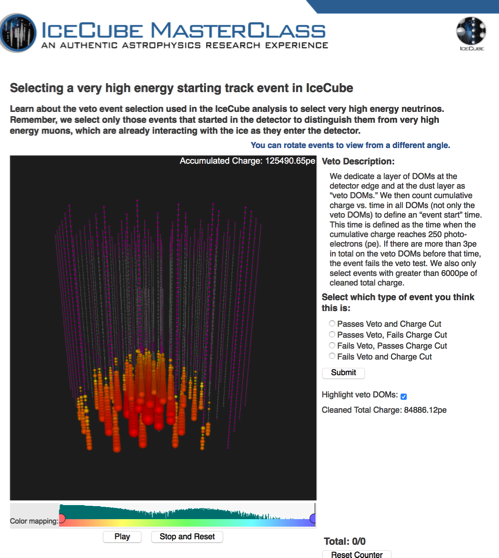 ICECUBE MASTERCLASS
AN AUTHENTIC ASTROPHYSICS RESEARCH EXPERIENCE
ICECUBE
Selecting a very high energy starting track event in IceCube
Learn about the veto event selection used in the IceCube analysis to select very high energy neutrinos.
Remember, we select only those events that started in the detector to distinguish them from very high
energy muons, which are already interacting with the ice as they enter the detector.
You can rotate events to view from a different angle.
Accumulated Charge: 125490.65pe
Veto Description:
We dedicate a layer of DOMs at the
detector edge and at the dust layer as
"veto DOMs." We then count cumulative
charge vs. time in all DOMs (not only the
veto DOMs) to define an "event start" time.
This time is defined as the time when the
cumulative charge reaches 250 photo-
electrons (pe). If there are more than 3pe
in total on the veto DOMs before that time,
the event fails the veto test. We also only
select events with greater than 6000pe of
cleaned total charge.
Select which type of event you think
this is:
Passes Veto and Charge Cut
Passes Veto, Fails Charge Cut
Fails Veto, Passes Charge Cut
Fails Veto and Charge Cut
Submit
Highlight veto DOMs:
Cleaned Total Charge: 84886.12pe
Color mapping:
Play
Stop and Reset
Total: 0/0
Reset Counter